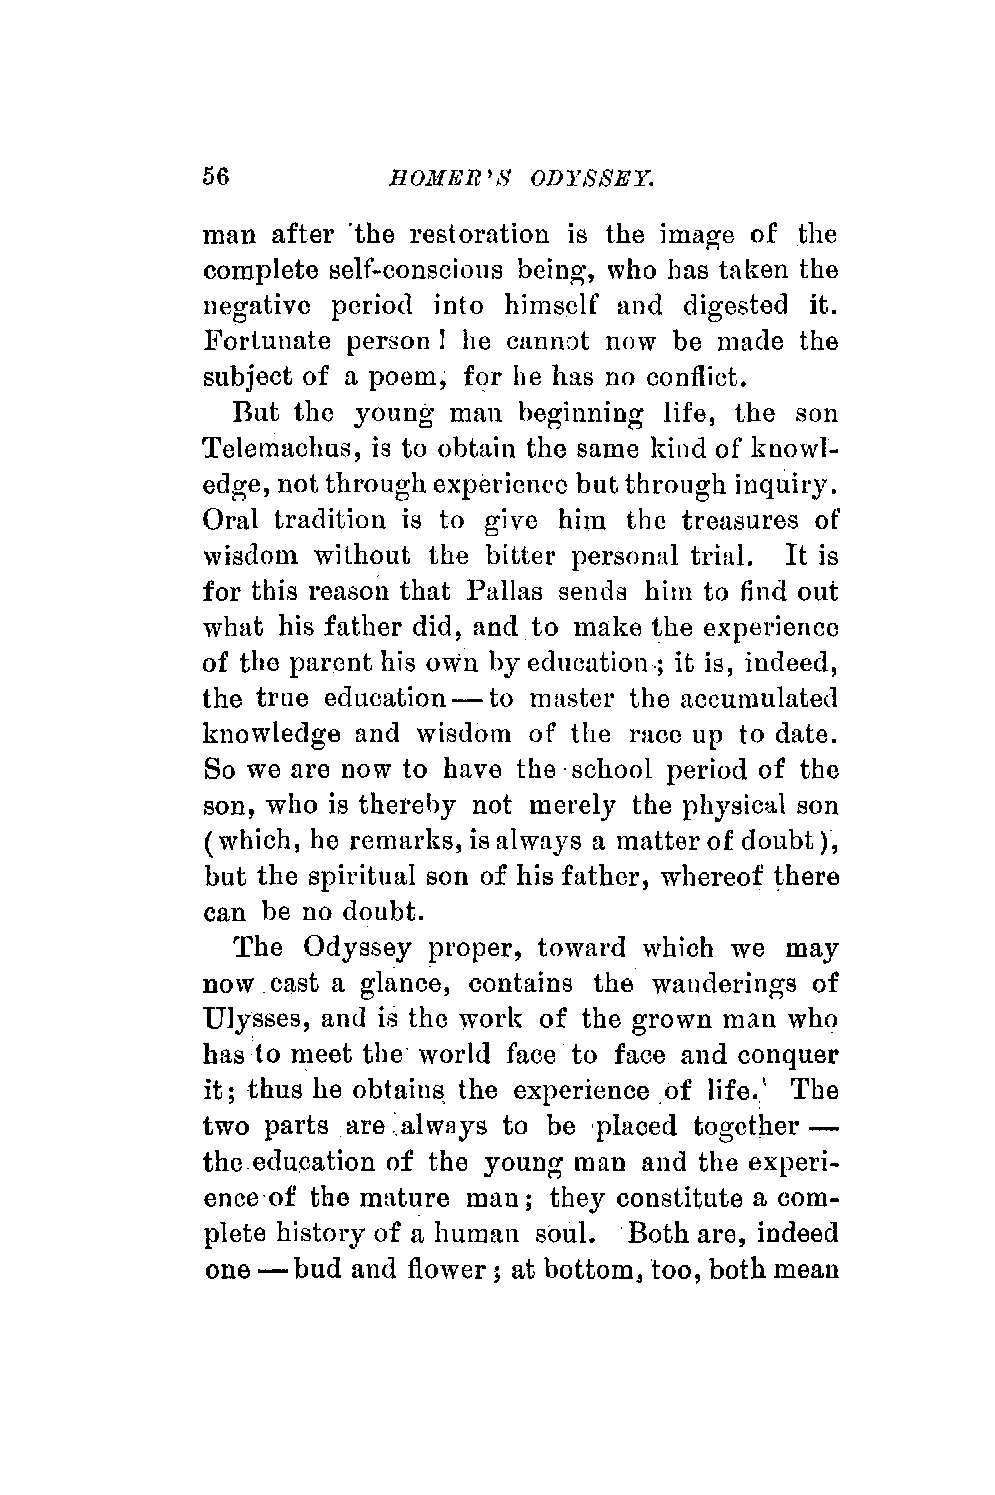 56 HOMER'S ODYSSEY.
man after the restoration is the image of the
complete self-conscious being, who has taken the
negative period into himself and digested it.
Fortunate person! he cannot now be made the
subject of a poem, for he has no conflict.
But the young man beginning life, the son
Telemachus, is to obtain the same kind of knowl-
edge, not through experience but through inquiry.
Oral tradition is to give him the treasures of
wisdom without the bitter personal trial. It is
for this reason that Pallas sends him to find out
what his father did, and to make the experience
of the parent his own by education; it is, indeed,
the true education — to master the accumulated
knowledge and wisdom of the race up to date.
So we are now to have the school period of the
son, who is thereby not merely the physical son
(which, he remarks, is always a matter of doubt),
but the spiritual son of his father, whereof there
can be no doubt.
The Odyssey proper, toward which we may
now cast a glance, contains the wanderings of
Ulysses, and is the work of the grown man who
has to meet the world face to face and conquer
it; thus he obtains the experience of life. The
two parts are always to be placed together —
the education of the young man and the experi-
ence of the mature man; they constitute a com-
plete history of a human soul. Both are, indeed
one — bud and flower; at bottom, too, both mean